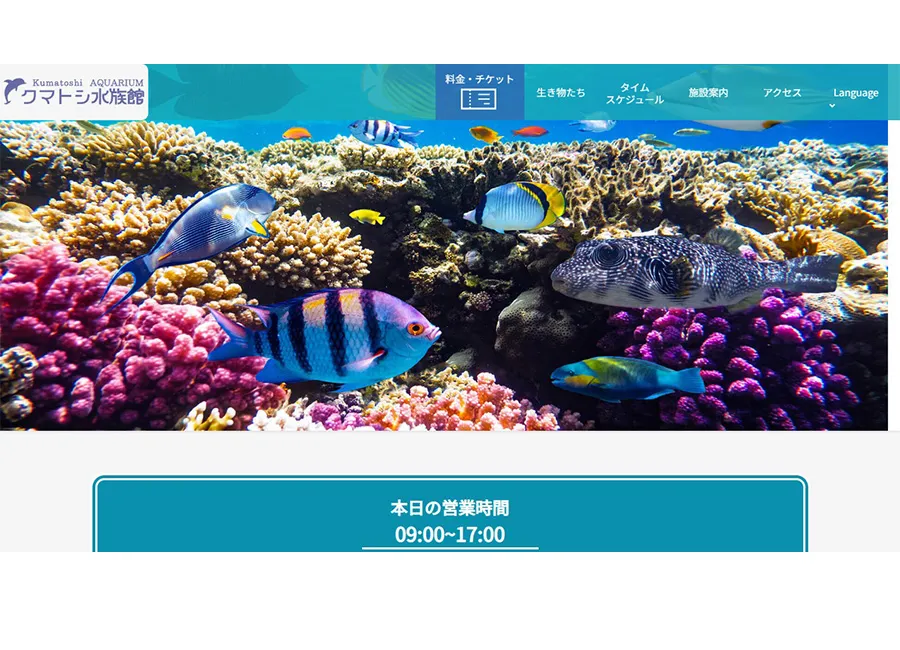 Kumatoshi AQUARIUM
クマトシ水族館
料金・チケット
生き物たち
タイム
スケジュール
施設案内
アクセス
Language
本日の営業時間
09:00~17:00